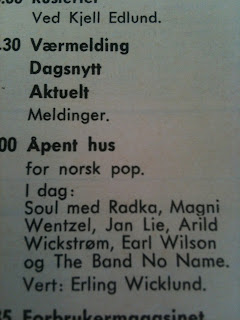 Ved Kjell Edlund.
.30 Værmelding
Dagsnytt
Aktuelt
Meldinger.
00 Åpent hus
for norsk pop.
I dag:
Soul med Radka, Magni
Wentzel, Jan Lie, Arild
Wickstrøm, Earl Wilson
og The Band No Name.
Vert: Erling Wicklund.
35 Forbrukermagasinet